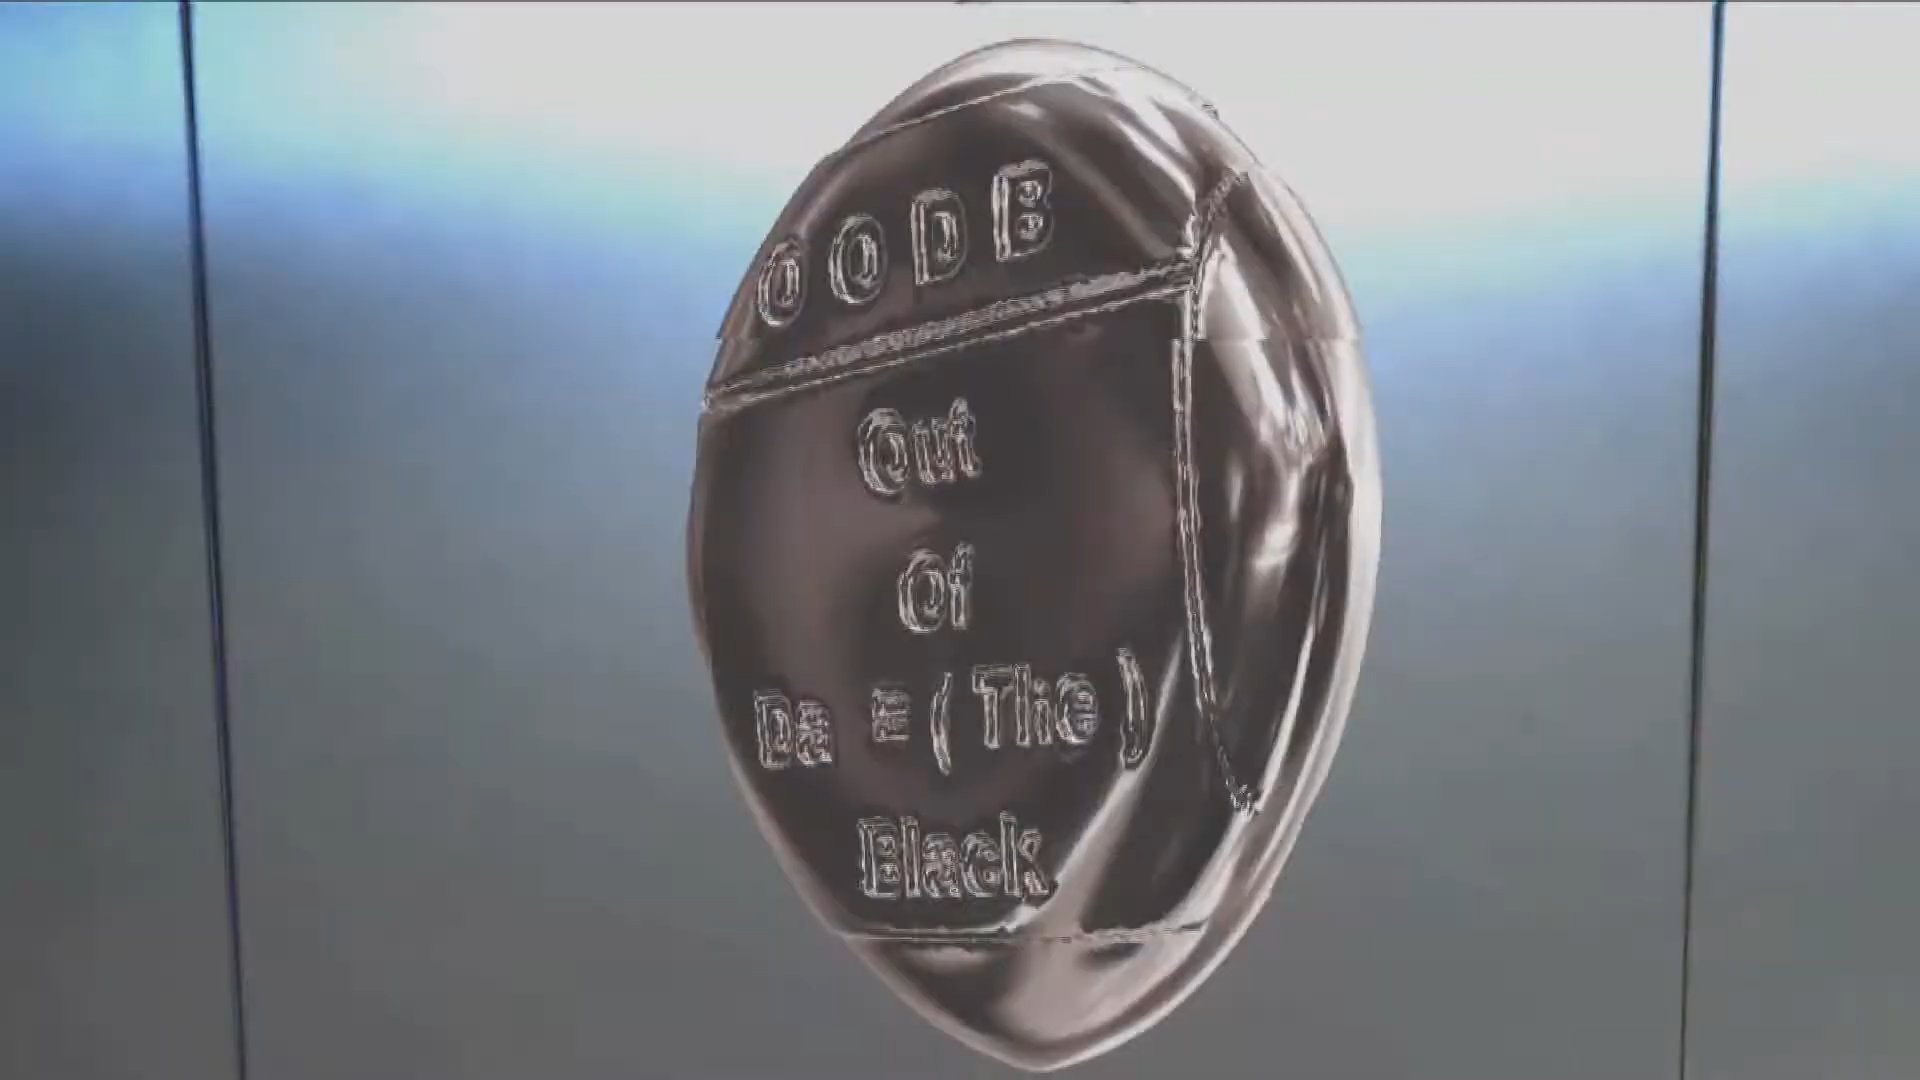 OODB
Out
Of
Da = (The)
Black